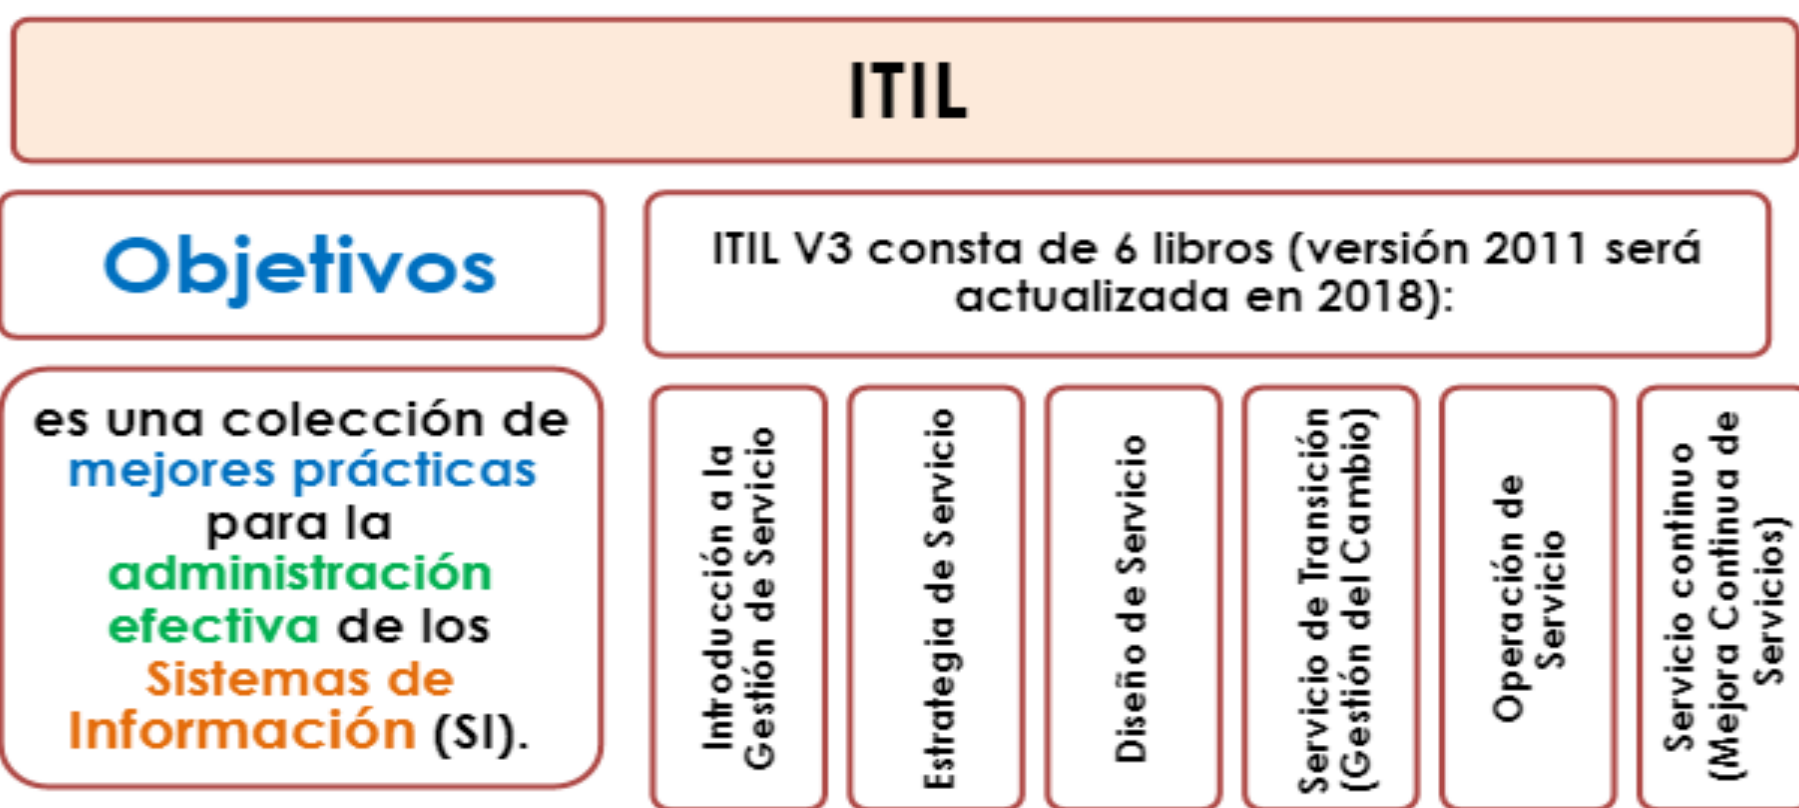 ITIL
Objetivos
es una colección de
mejores prácticas
para la
administración
efectiva de los
Sistemas de
Información (SI).
ITIL V3 consta de 6 libros (versión 2011 será
actualizada en 2018):
Introducción a la
Gestión de Servicio
Estrategia de Servicio
Diseño de Servicio
Servicio de Transición
(Gestión del Cambio)
Operación de
Servicio
Servicio continuo
(Mejora Continua de
Servicios)